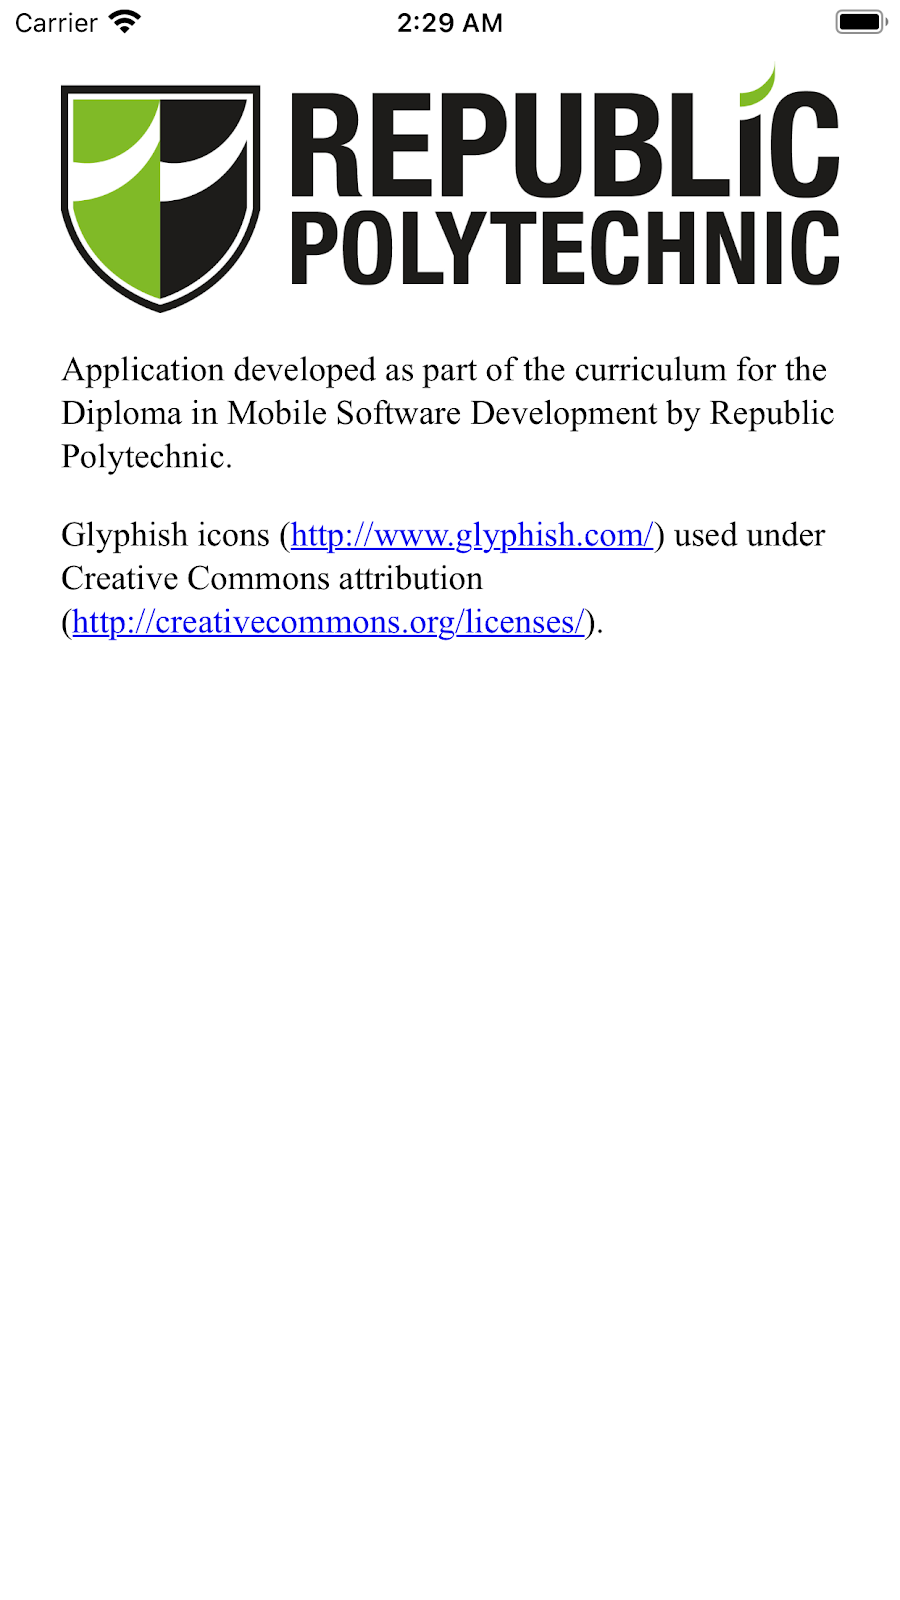 Carrier 2:29 AM
REPUBLIC
POLYTECHNIC
Application developed as part of the curriculum for the
Diploma in Mobile Software Development by Republic
Polytechnic.
Glyphish icons (http://www.glyphish.com/) used under
Creative Commons attribution
(http://creativecommons.org/licenses/).